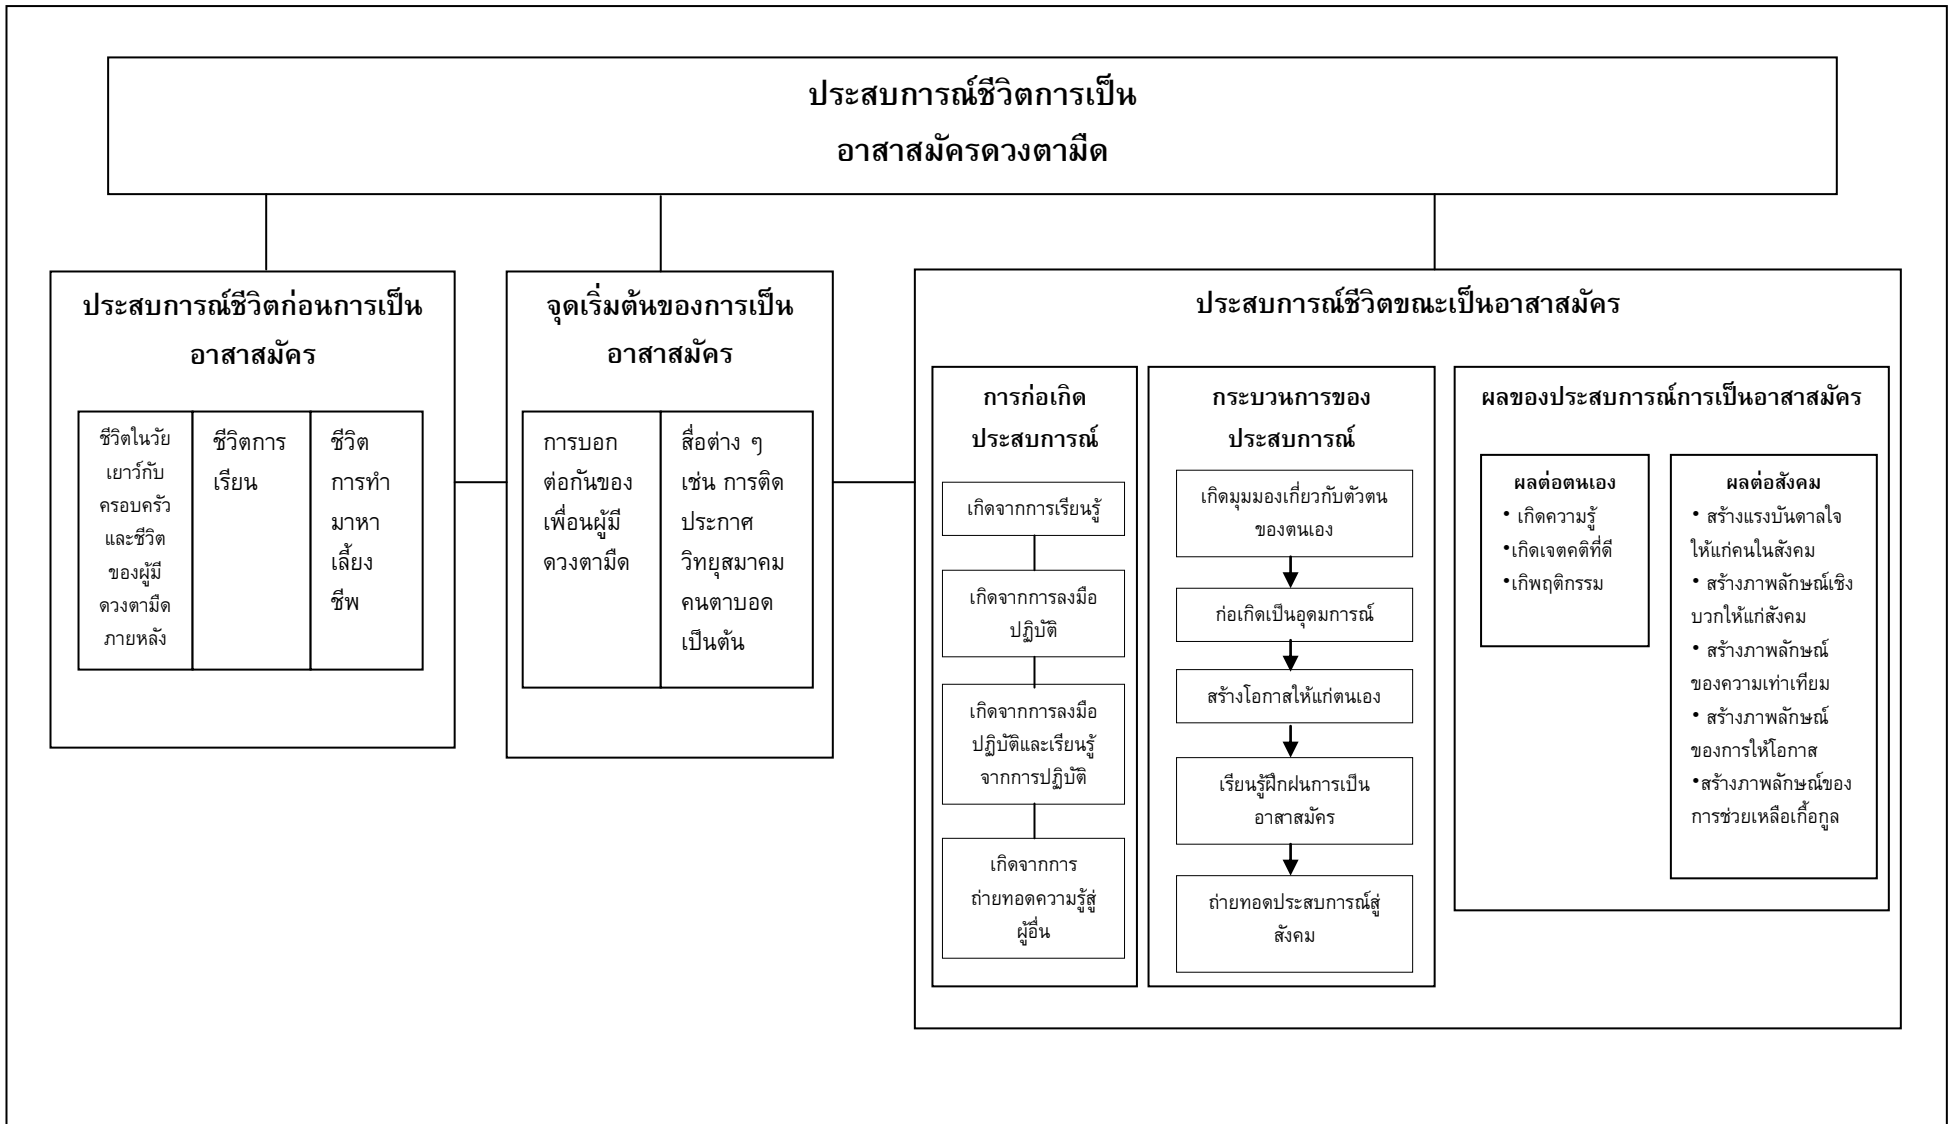 ประสบการณ์ชีวิตการเป็น
อาสาสมัครดวงตามืด
ประสบการณ์ชีวิตก่อนการเป็น
อาสาสมัคร
ชีวิตในวัย
เยาว์กับ
ครอบครัว
และชีวิต
ของผู้มี
ดวงตามืด
ภายหลัง
ชีวิตการ
เรียน
ชีวิต
การทำ
มาหา
เลี้ยง
ชีพ
จุดเริ่มต้นของการเป็น
อาสาสมัคร
การบอก
ต่อกันของ
เพื่อนผู้มี
ดวงตามืด
สื่อต่าง ๆ
เช่น การติด
ประกาศ
วิทยุสมาคม
คนตาบอด
เป็นต้น
ประสบการณ์ชีวิตขณะเป็นอาสาสมัคร
การก่อเกิด
ประสบการณ์
เกิดจากการเรียนรู้
เกิดจากการลงมือ
ปฏิบัติ
เกิดจากการลงมือ
ปฏิบัติและเรียนรู้
จากการปฏิบัติ
เกิดจากการ
ถ่ายทอดความรู้สู่
ผู้อื่น
กระบวนการของ
ประสบการณ์
เกิดมุมมองเกี่ยวกับตัวตน
ของตนเอง
ก่อเกิดเป็นอุดมการณ์
สร้างโอกาสให้แก่ตนเอง
เรียนรู้ฝึกฝนการเป็น
อาสาสมัคร
ถ่ายทอดประสบการณ์สู่
สังคม
ผลของประสบการณ์การเป็นอาสาสมัคร
ผลต่อตนเอง
• เกิดความรู้
•เกิดเจตคติที่ดี
•เกิพฤติกรรม
ผลต่อสังคม
• สร้างแรงบันดาลใจ
ให้แก่คนในสังคม
• สร้างภาพลักษณ์เชิง
บวกให้แก่สังคม
• สร้างภาพลักษณ์
ของความเท่าเทียม
• สร้างภาพลักษณ์
ของการให้โอกาส
•สร้างภาพลักษณ์ของ
การช่วยเหลือเกื้อกูล